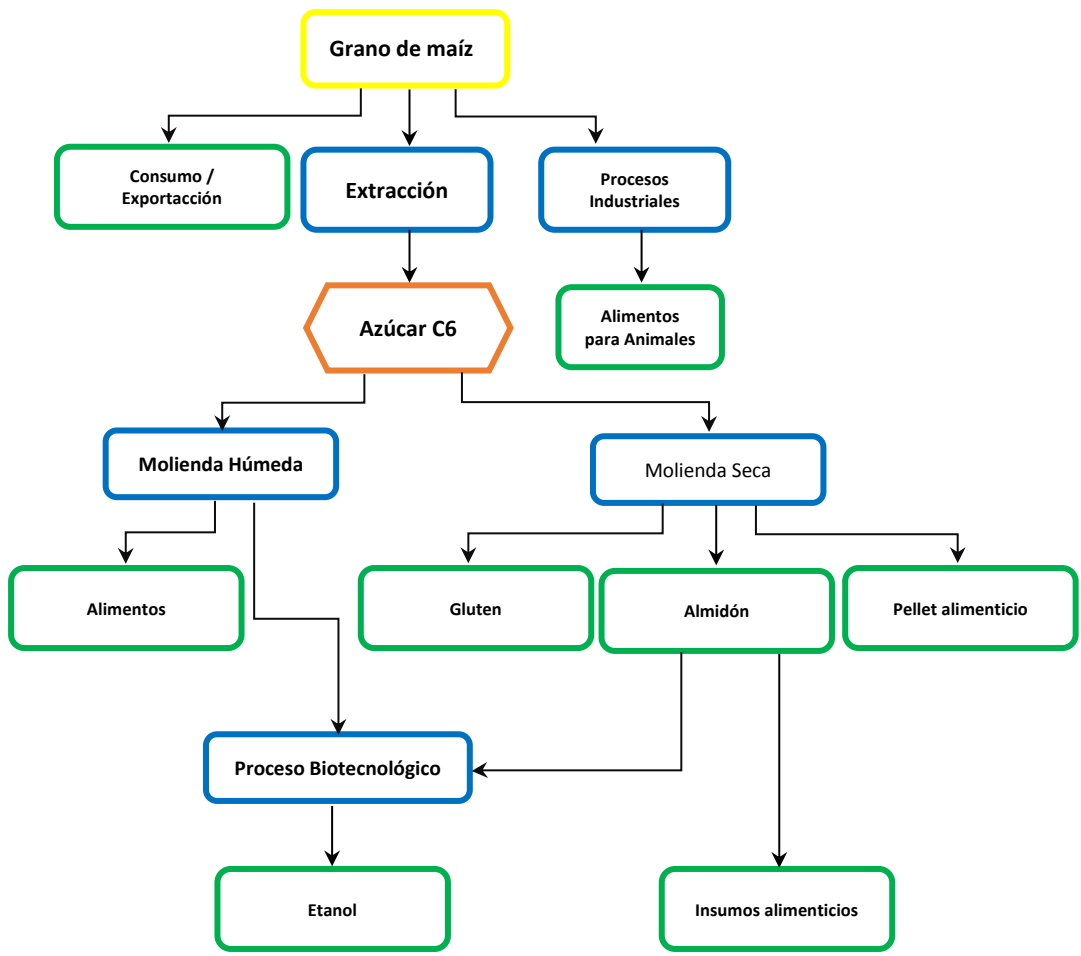 Grano de maíz
Consumo /
Exportacción
Extracción
Procesos
Industriales
Azúcar C6
Alimentos
para Animales
Molienda Húmeda
Molienda Seca
Alimentos
Gluten
Almidón
Pellet alimenticio
Proceso Biotecnológico
Etanol
Insumos alimenticios